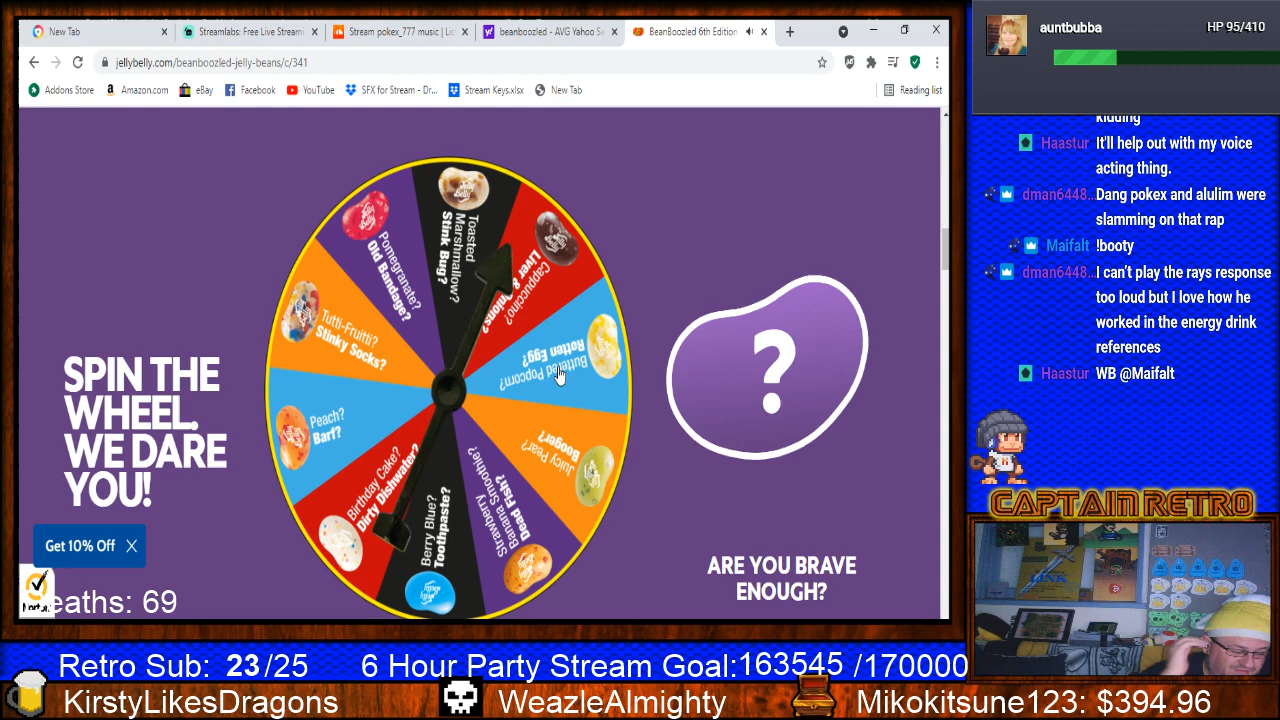 New Tab
Streamlabs: Free Live Streami
Stream pokex_777 music | Li
beanboozled - AVG Yahoo Se
BeanBoozled 6th Edition
jellybelly.com/beanboozled-jelly-beans/c/341
Addons Store
Amazon.com
eBay
Facebook
YouTube
SFX for Stream - Dr...
Stream Keys.xlsx
New Tab
Reading list
SPIN THE
WHEEL.
WE DARE
YOU!
Toasted
Marshmallow?
Stink Bug?
Cappuccino?
Buttered Popcorn?
Rotten Egg?
Juicy Pear?
Booger?
Strawberry
Banana Smoothie?
Dead Fish?
Berry Blue?
Toothpaste?
Birthday Cake?
Dirty Dishwater?
Peach?
Barf?
Tutti-Fruitti?
Stinky Socks?
Pomegranate?
Old Bandage?
?
ARE YOU BRAVE
ENOUGH?
Get 10% Off
eaths: 69
auntbubba
HP 95/410
kidding
Haastur It'll help out with my voice
acting thing.
dman6448... Dang pokex and alulim were
slamming on that rap
Maifalt !booty
dman6448... I can't play the rays response
too loud but I love how he
worked in the energy drink
references
Haastur WB @Maifalt
CAPTAIN RETRO
LINK
Retro Sub: 23/25
6 Hour Party Stream Goal:163545 /170000
KirstyLikesDragons
WeazleAlmighty
Mikokitsune123: $394.96